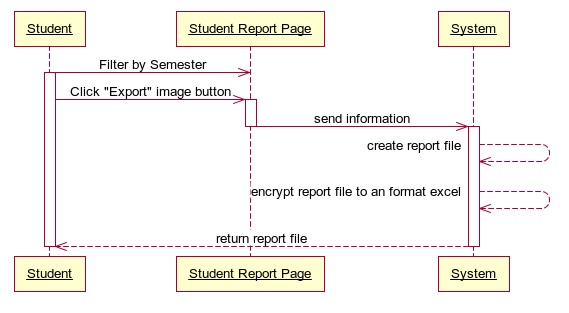 Student
Student Report Page
System
Filter by Semester
Click "Export" image button
send information
create report file
encrypt report file to an format excel
return report file
Student
Student Report Page
System